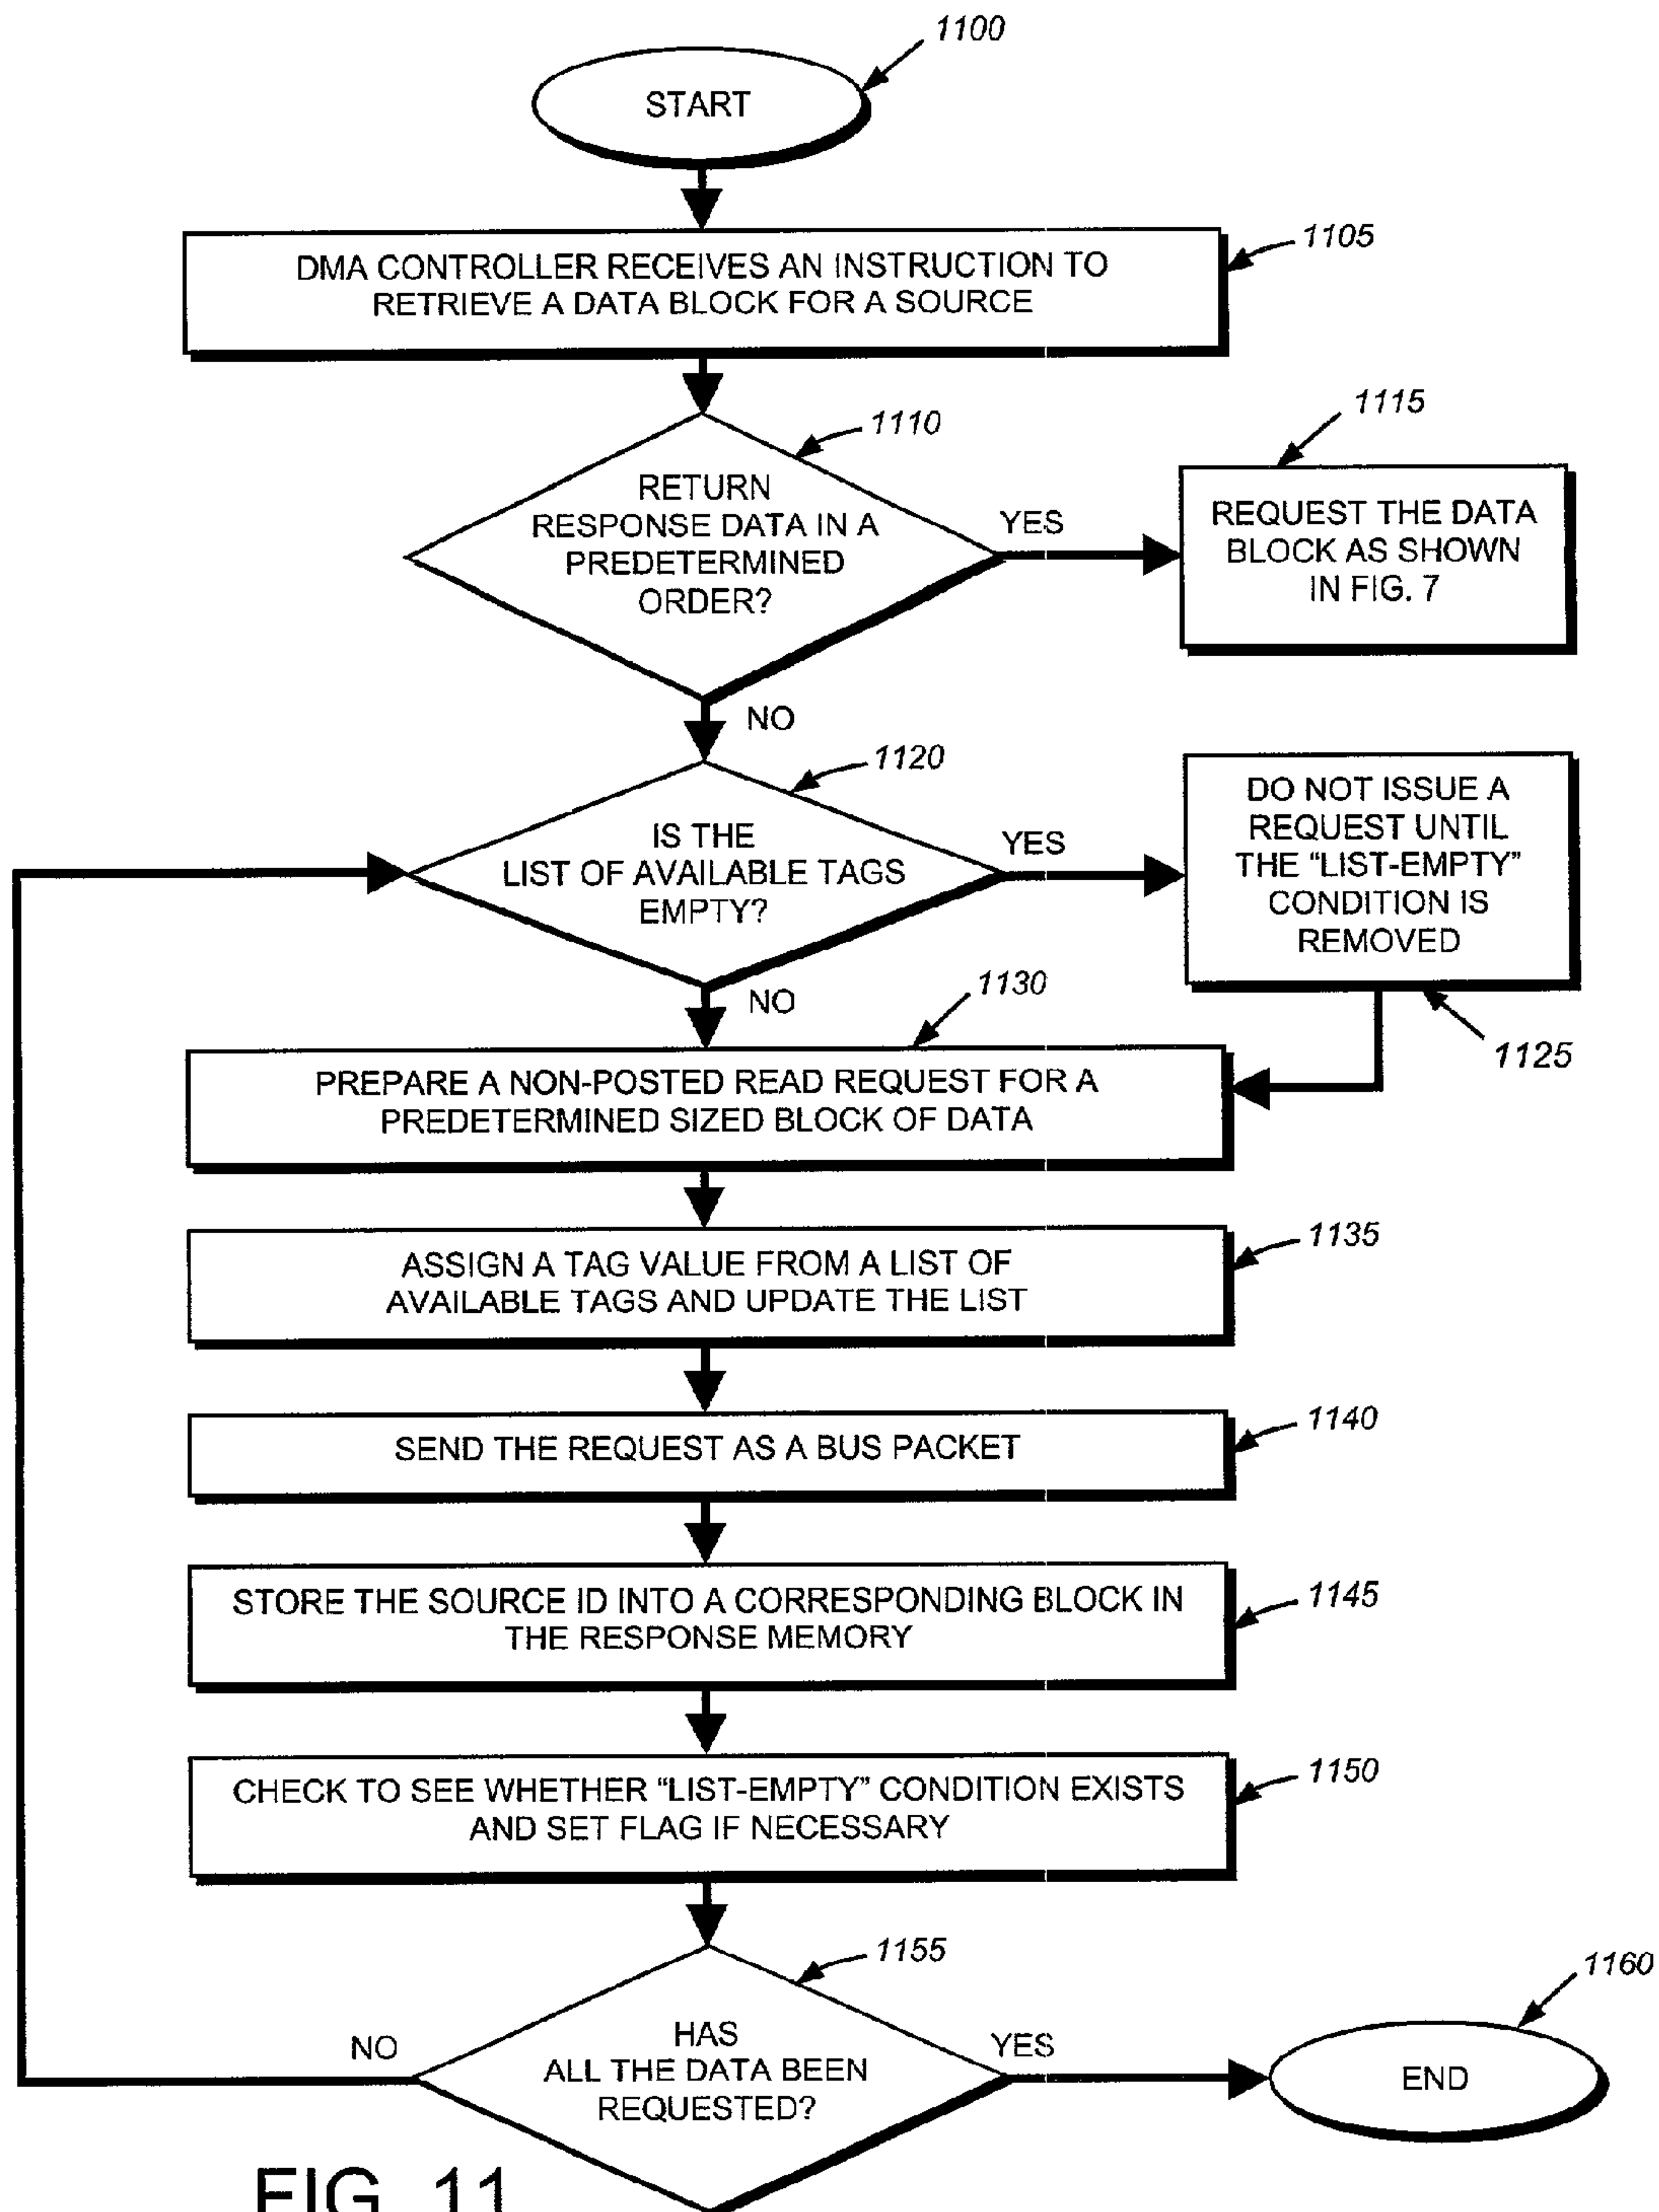 1100
START
1105
DMA CONTROLLER RECEIVES AN INSTRUCTION TO
RETRIEVE A DATA BLOCK FOR A SOURCE
1110
RETURN
RESPONSE DATA IN A
PREDETERMINED
ORDER?
YES
1115
REQUEST THE DATA
BLOCK AS SHOWN
IN FIG. 7
NO
1120
IS THE
LIST OF AVAILABLE TAGS
EMPTY?
YES
DO NOT ISSUE A
REQUEST UNTIL
THE “LIST-EMPTY”
CONDITION IS
REMOVED
1125
NO
1130
PREPARE A NON-POSTED READ REQUEST FOR A
PREDETERMINED SIZED BLOCK OF DATA
1135
ASSIGN A TAG VALUE FROM A LIST OF
AVAILABLE TAGS AND UPDATE THE LIST
1140
SEND THE REQUEST AS A BUS PACKET
1145
STORE THE SOURCE ID INTO A CORRESPONDING BLOCK IN
THE RESPONSE MEMORY
1150
CHECK TO SEE WHETHER “LIST-EMPTY” CONDITION EXISTS
AND SET FLAG IF NECESSARY
1155
HAS
ALL THE DATA BEEN
REQUESTED?
NO
YES
1160
END
FIG. 11